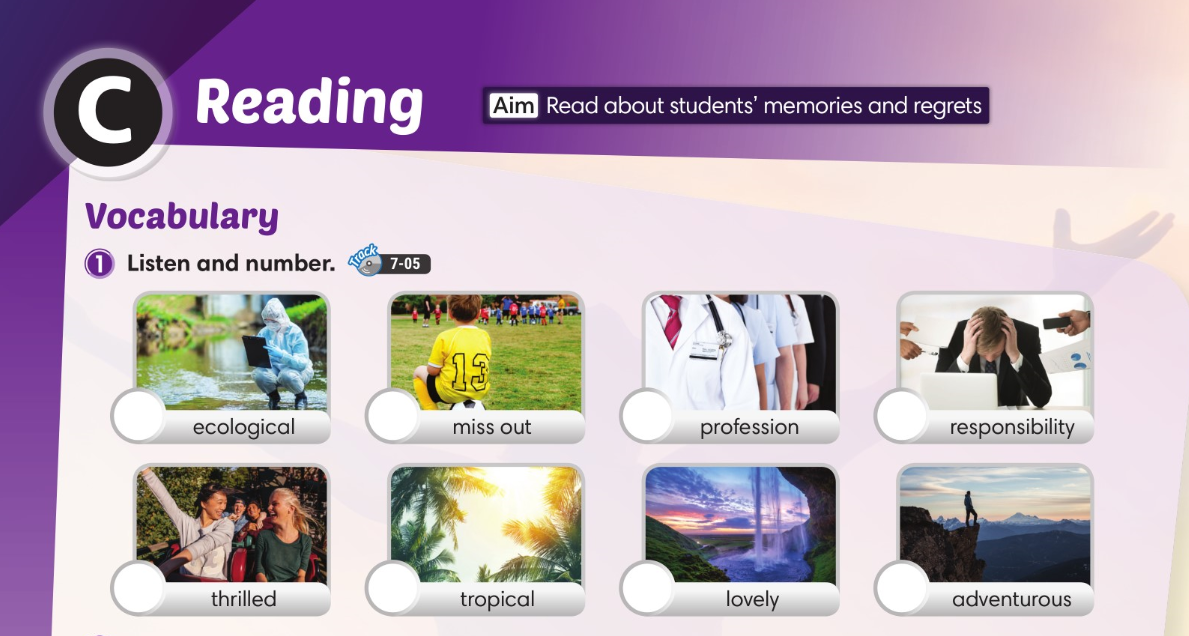 C
Reading
Aim Read about students' memories and regrets
Vocabulary
1 Listen and number. Track 7-05
ecological
miss out
profession
responsibility
thrilled
tropical
lovely
adventurous
13